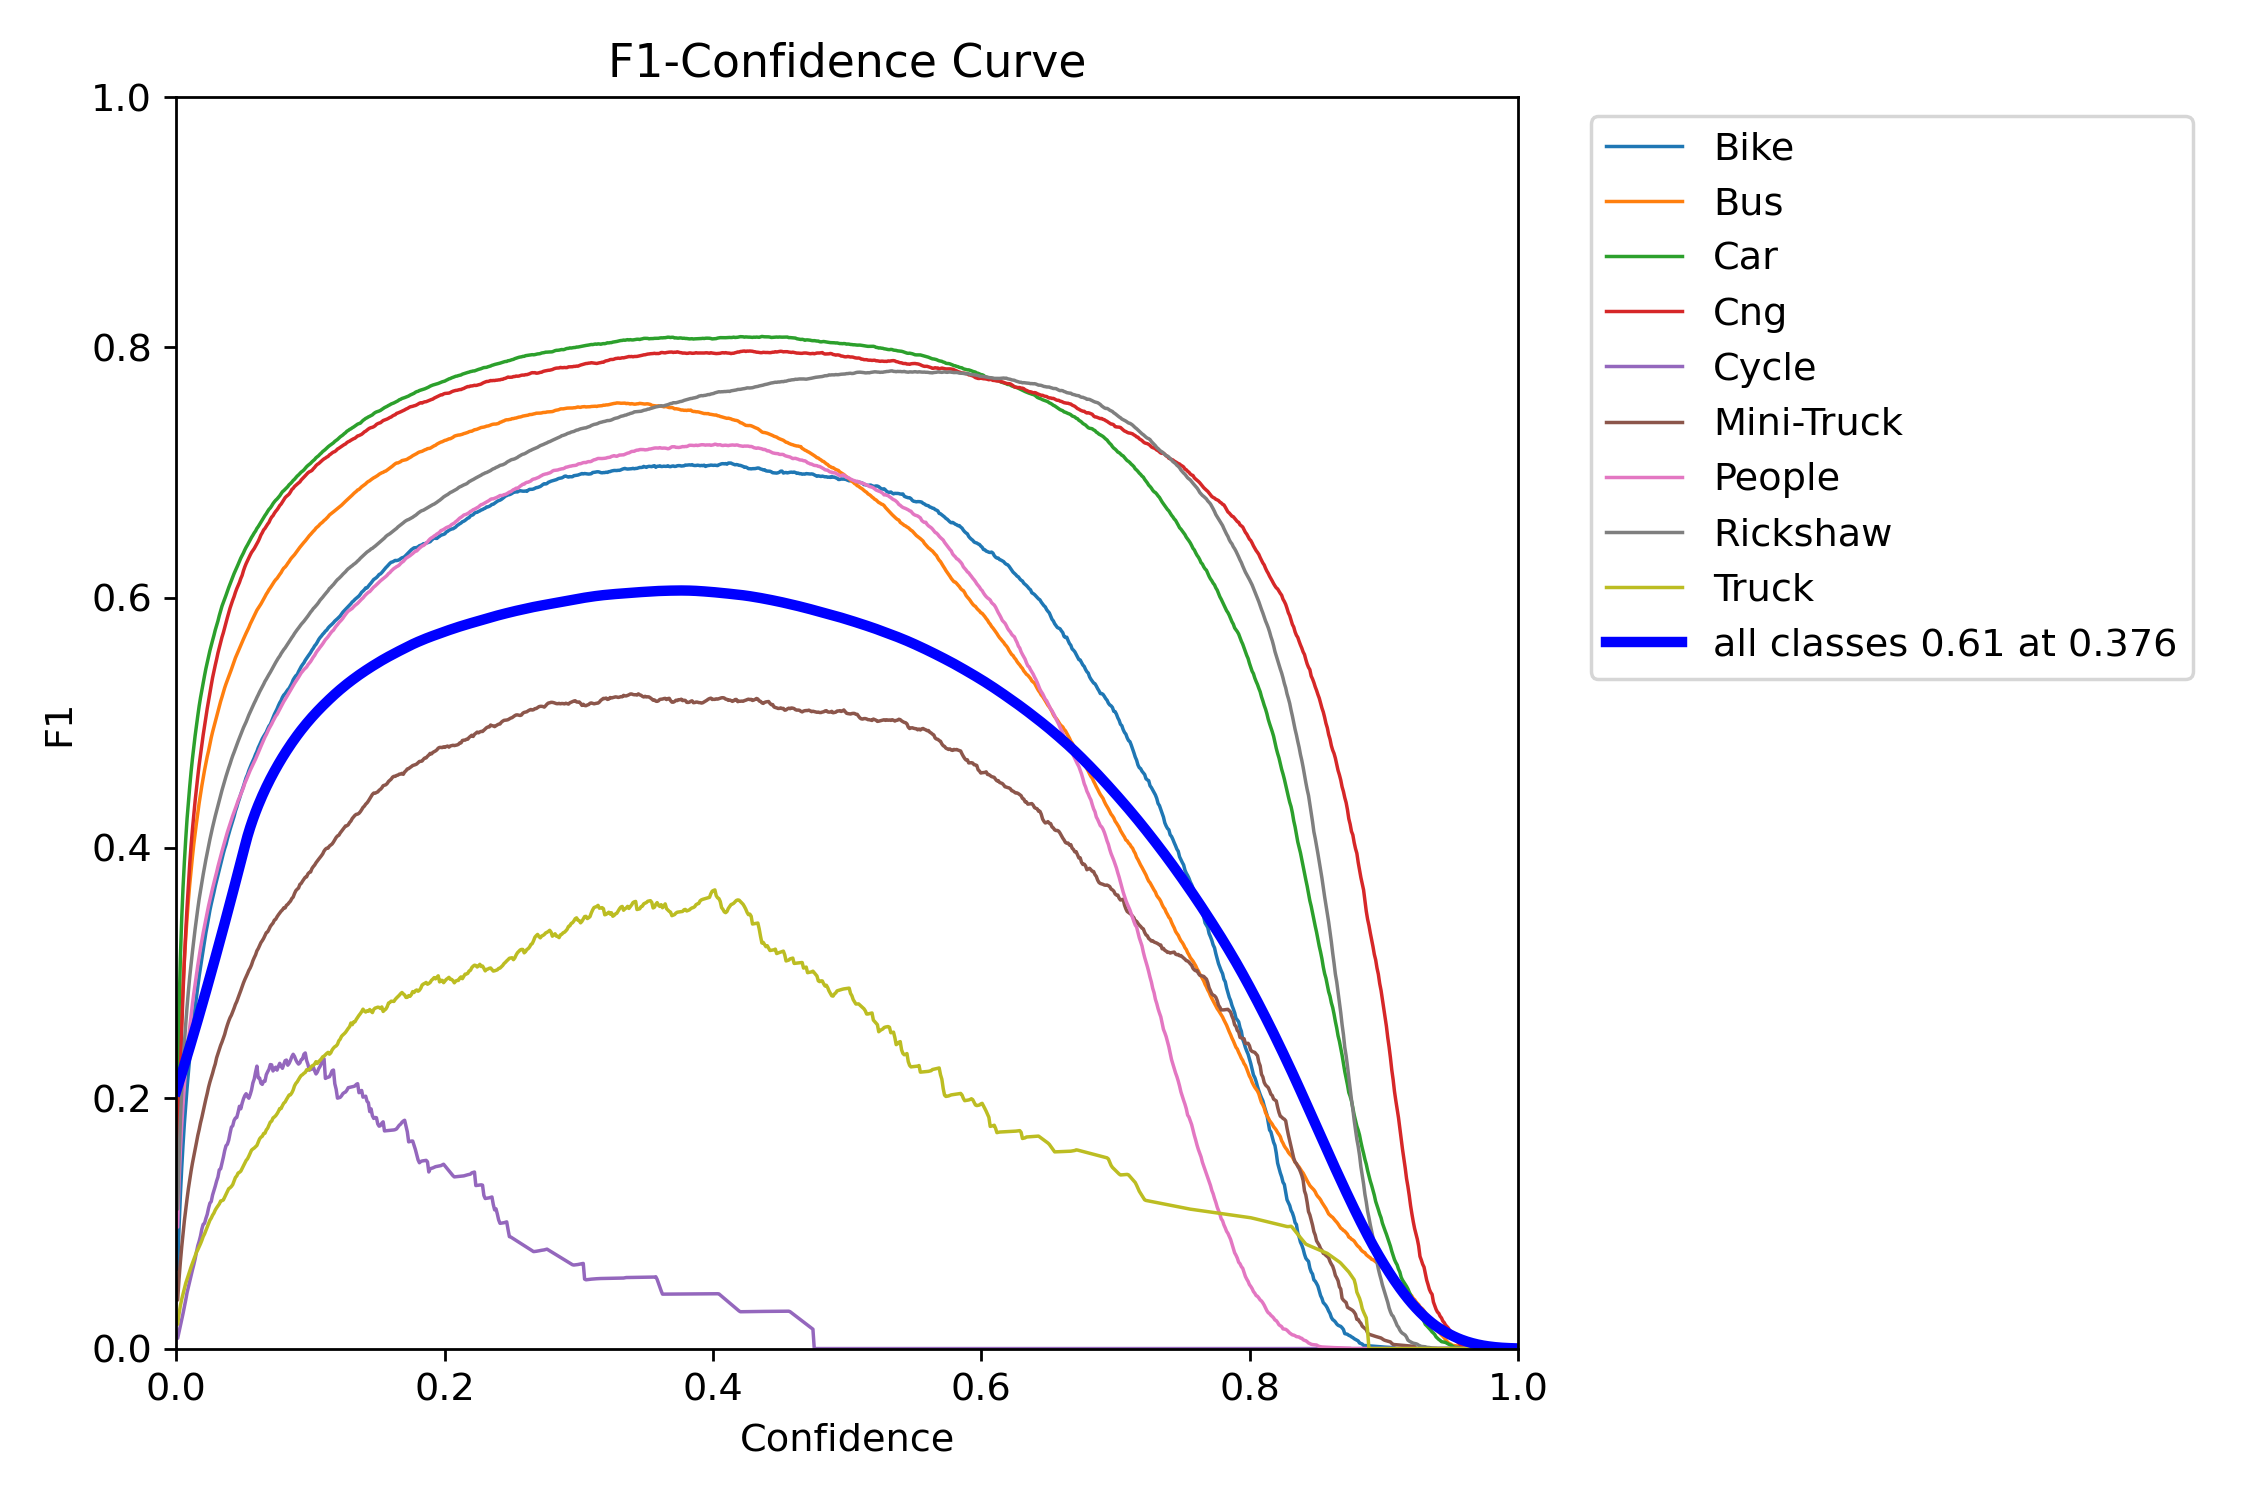 F1-Confidence Curve
1.0
0.8
0.6
0.4
0.2
0.0
F1
0.0 0.2 0.4 0.6 0.8 1.0
Confidence
Bike
Bus
Car
Cng
Cycle
Mini-Truck
People
Rickshaw
Truck
all classes 0.61 at 0.376